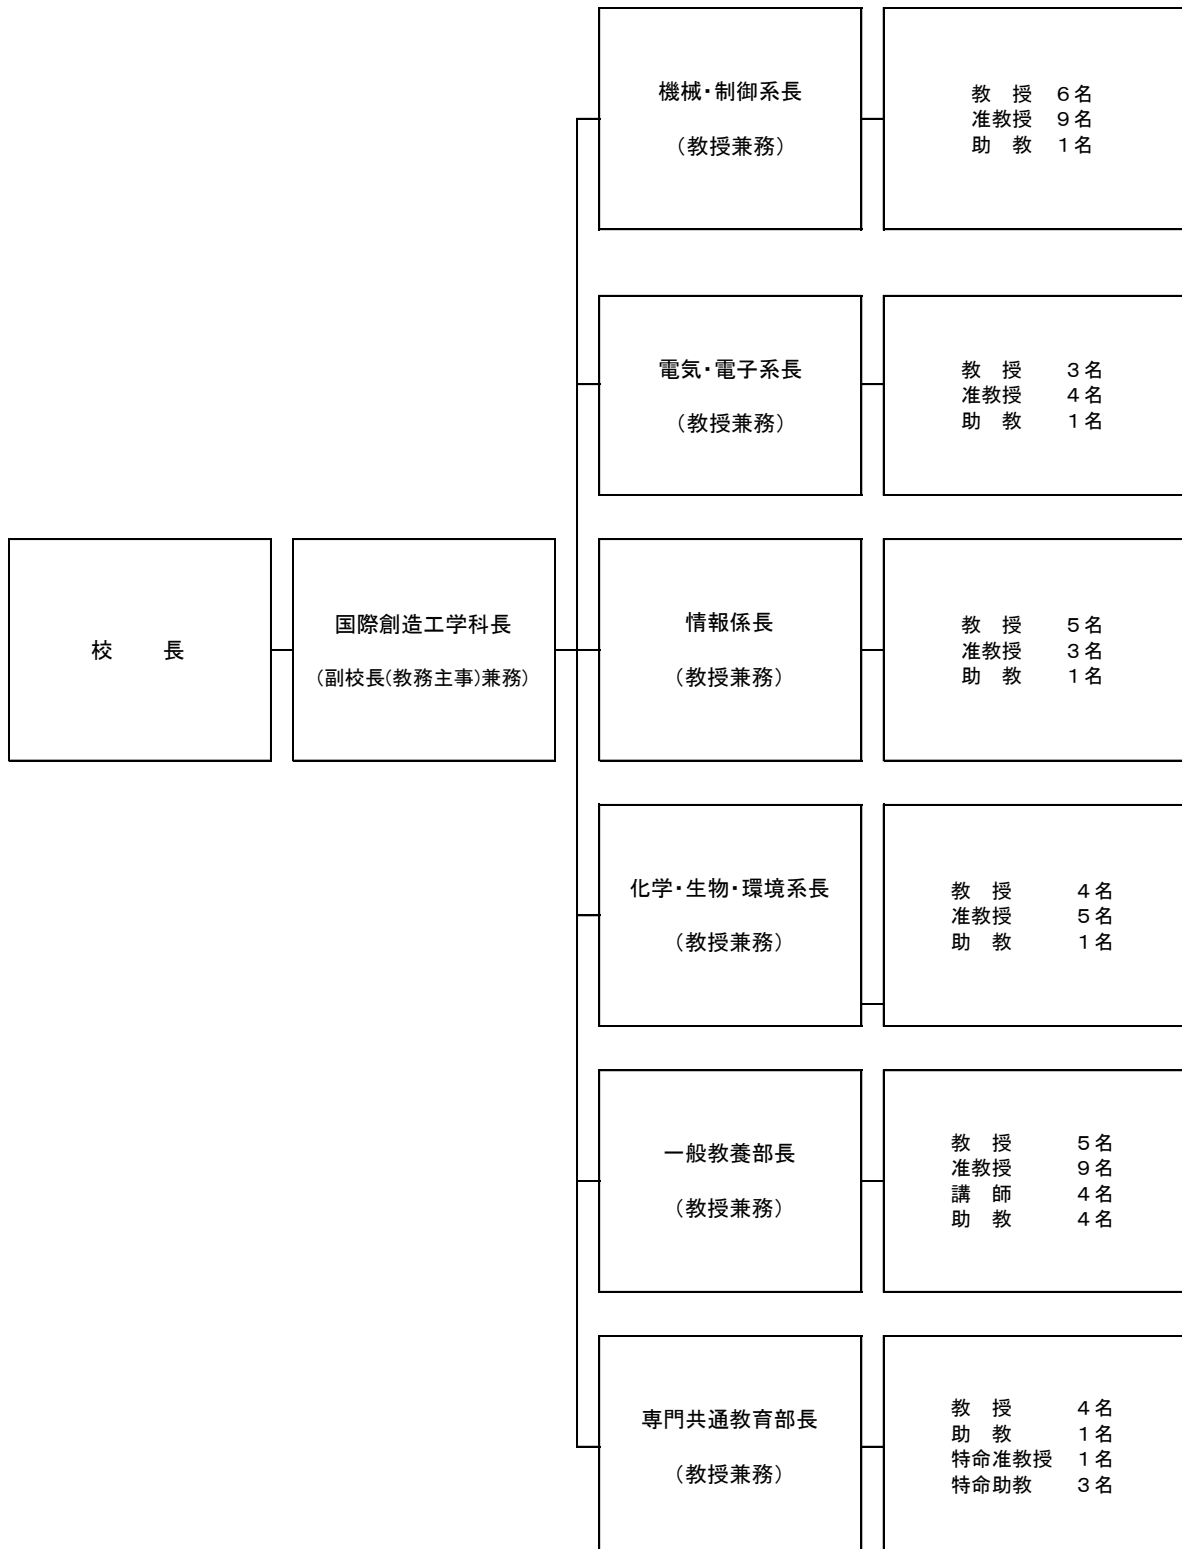 機械・制御系長
（教授兼務）
教　授　６名
准教授　９名
助　教　１名
電気・電子系長
（教授兼務）
教　授　　３名
准教授　　４名
助　教　　１名
校　　長
国際創造工学科長
(副校長(教務主事)兼務)
情報係長
（教授兼務）
教　授　　５名
准教授　　３名
助　教　　１名
化学・生物・環境系長
（教授兼務）
教　授　　　４名
准教授　　　５名
助　教　　　１名
一般教養部長
（教授兼務）
教　授　　　５名
准教授　　　９名
講　師　　　４名
助　教　　　４名
専門共通教育部長
（教授兼務）
教　授　　　４名
助　教　　　１名
特命准教授　１名
特命助教　　３名